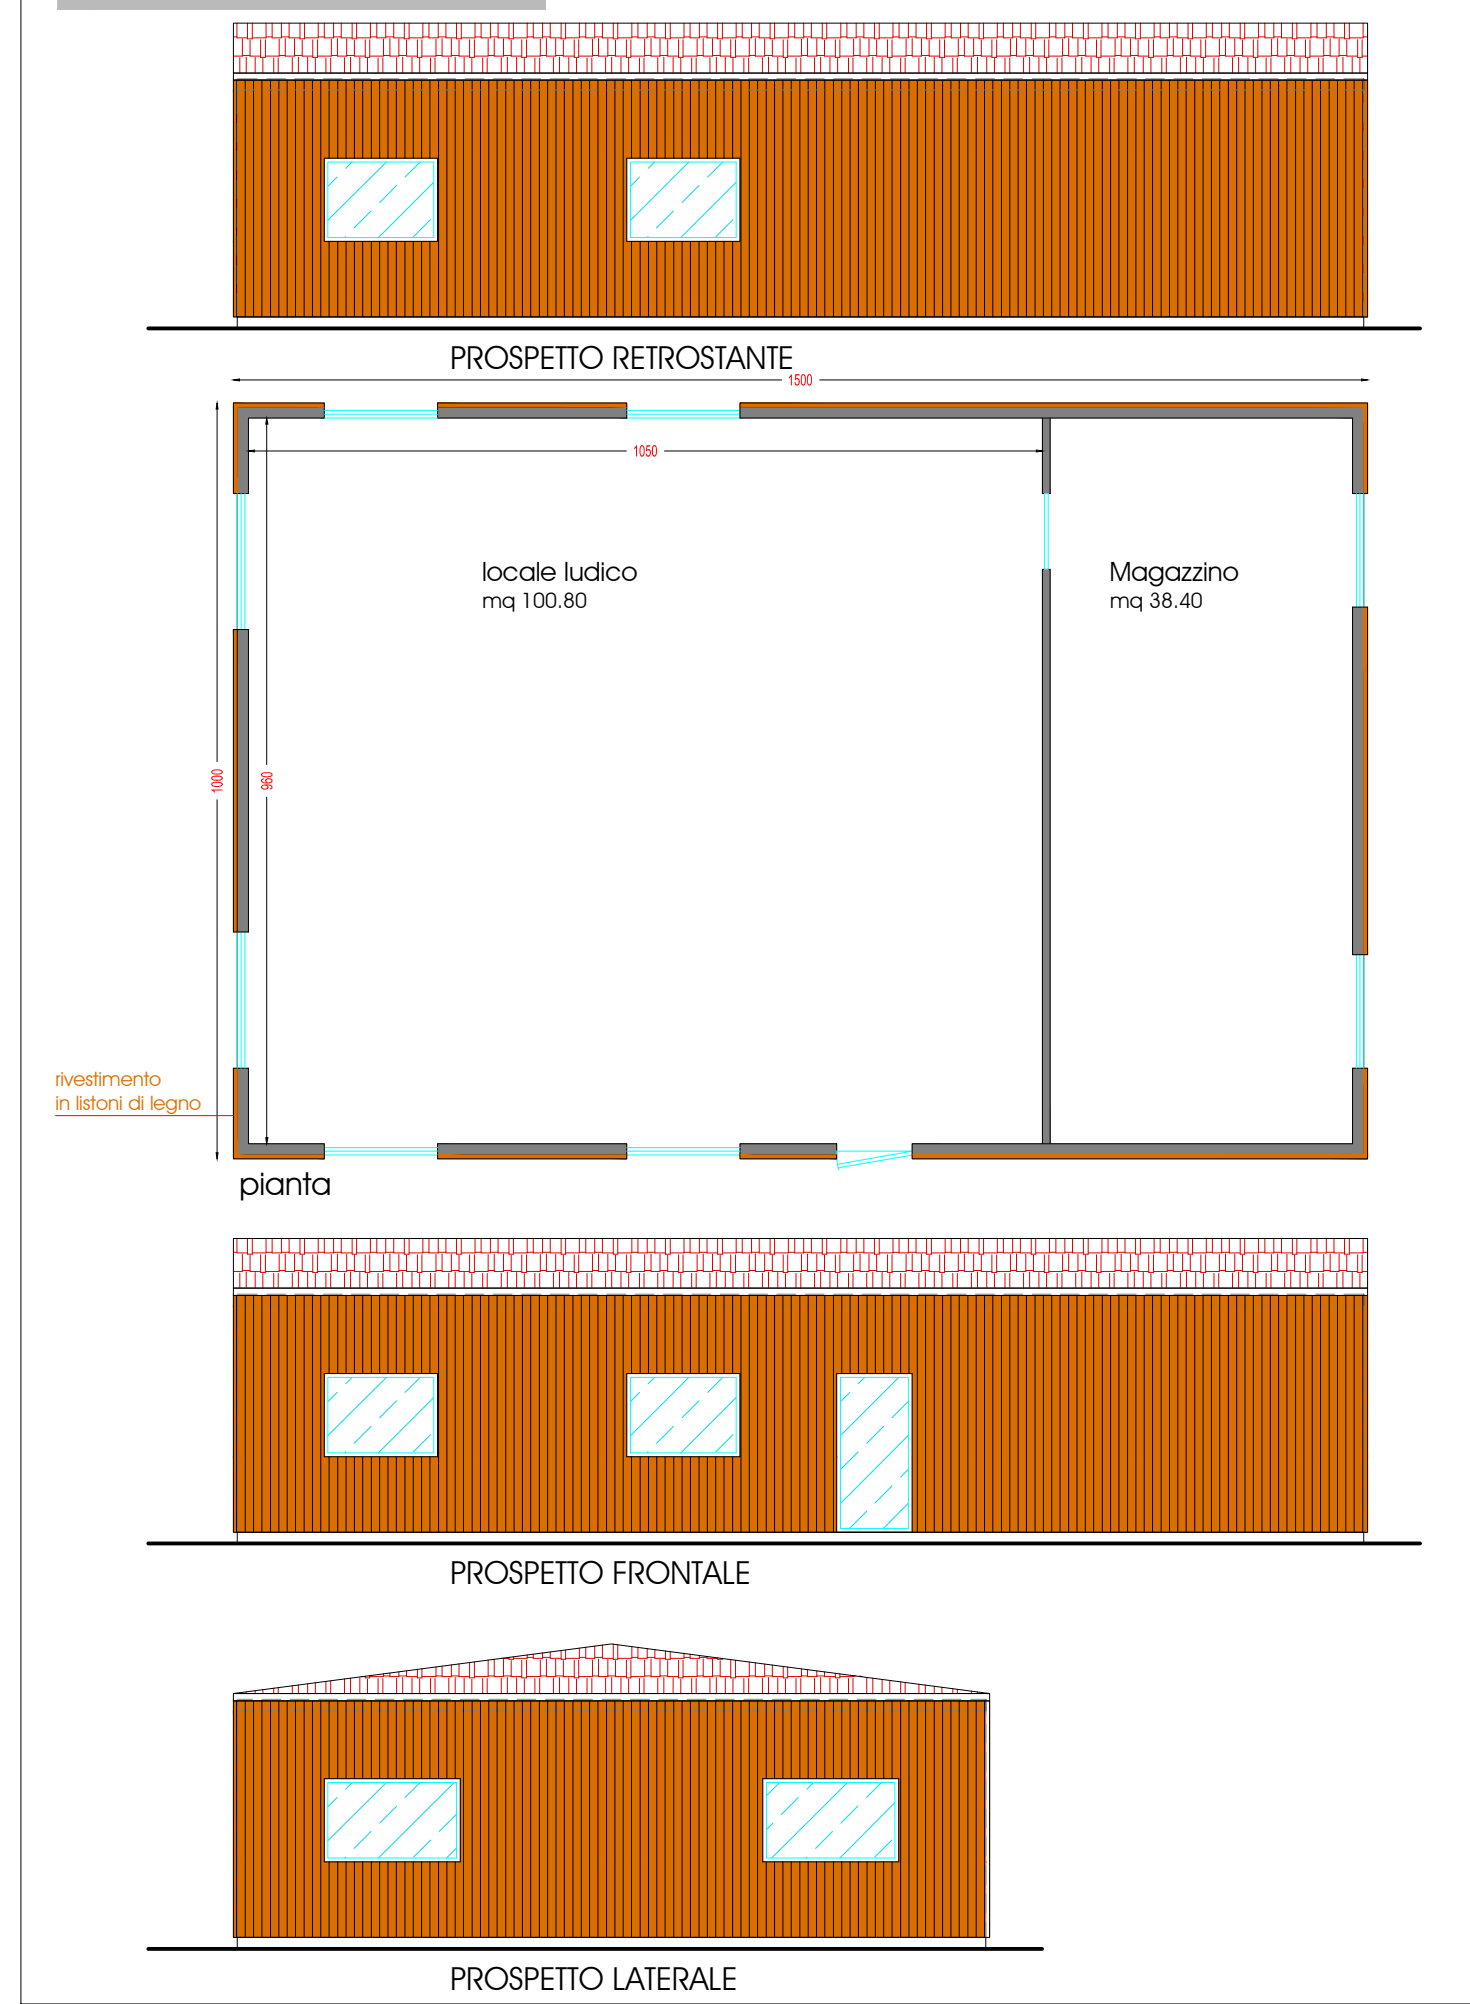 PROSPETTO RETROSTANTE
1500
1050
locale ludico
mq 100.80
Magazzino
mq 38.40
1000
960
rivestimento
in listoni di legno
pianta
PROSPETTO FRONTALE
PROSPETTO LATERALE